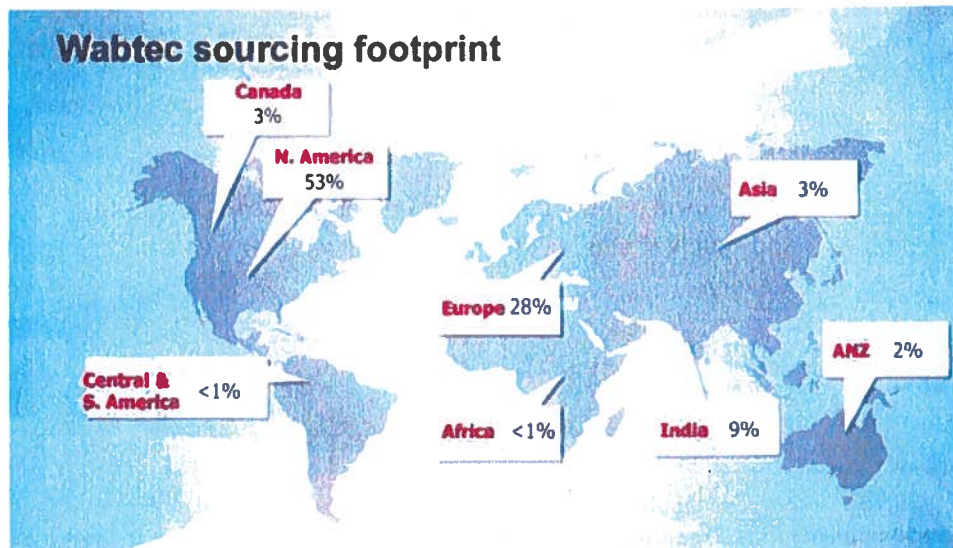 Wabtec sourcing footprint
Canada
3%
N. America
53%
Asia 3%
Europe 28%
ANZ 2%
Central &
S. America <1%
Africa <1%
India 9%